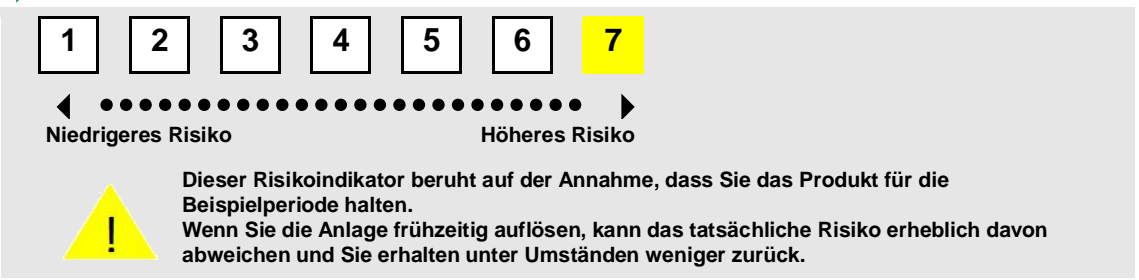 1 2 3 4 5 6 7
Niedrigeres Risiko Höheres Risiko
!
Dieser Risikoindikator beruht auf der Annahme, dass Sie das Produkt für die
Beispielperiode halten.
Wenn Sie die Anlage frühzeitig auflösen, kann das tatsächliche Risiko erheblich davon
abweichen und Sie erhalten unter Umständen weniger zurück.